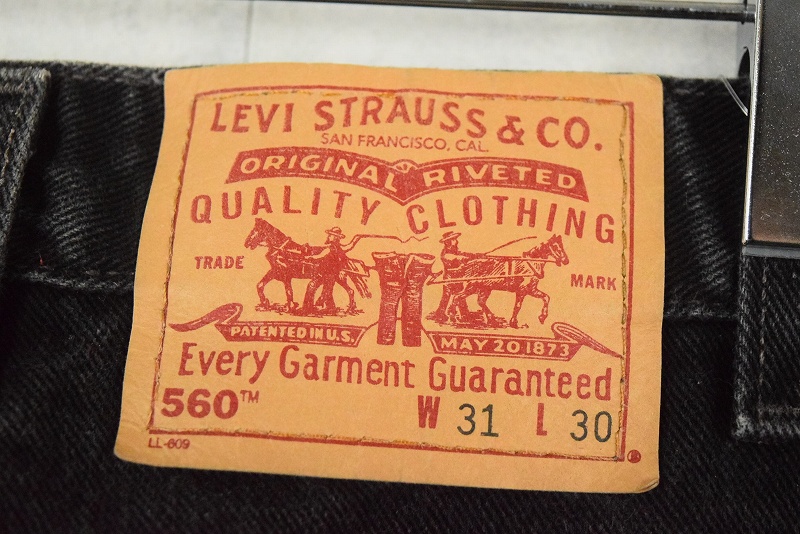 LEVI STRAUSS & CO.
SAN FRANCISCO, CAL.
ORIGINAL RIVETED
QUALITY CLOTHING
TRADE MARK
PATENTED IN U.S. MAY 20 1873
Every Garment Guaranteed
560™ W 31 L 30
LL-609 ®